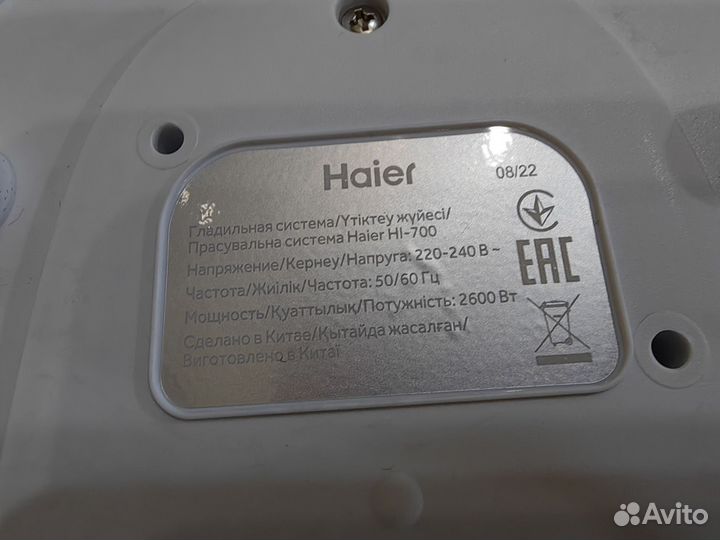 Haier
08/22
Гладильная система/Үтіктеу жүйесі/
Прасувальна система Haier HI-700
Напряжение/Кернеу/Напруга: 220-240 В ~
Частота/Жиілік/Частота: 50/60 Гц
Мощность/Қуаттылық/Потужність: 2600 Вт
Сделано в Китае/Қытайда жасалған/
Виготовлено в Китаї
EAC
Avito